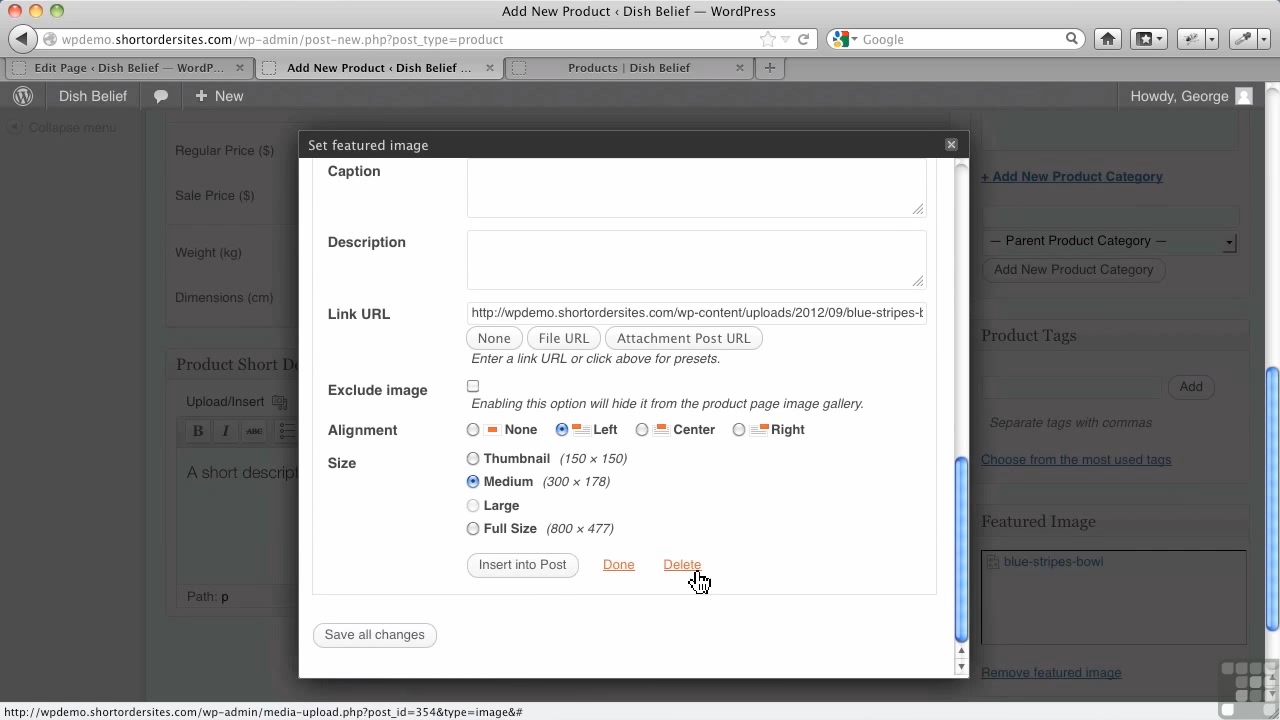 Add New Product ‹ Dish Belief — WordPress
wpdemo.shortordersites.com/wp-admin/post-new.php?post_type=product
Google
Edit Page ‹ Dish Belief — WordP...
Add New Product ‹ Dish Belief ...
Products | Dish Belief
Dish Belief
New
Howdy, George
Collapse menu
Regular Price ($)
Sale Price ($)
Weight (kg)
Dimensions (cm)
Product Short De
Upload/Insert
B I ABC
A short descript
Path: p
Set featured image
Caption
Description
Link URL
http://wpdemo.shortordersites.com/wp-content/uploads/2012/09/blue-stripes-b
None File URL Attachment Post URL
Enter a link URL or click above for presets.
Exclude image
Enabling this option will hide it from the product page image gallery.
Alignment
None Left Center Right
Size
Thumbnail (150 × 150)
Medium (300 × 178)
Large
Full Size (800 × 477)
Insert into Post Done Delete
Save all changes
+ Add New Product Category
— Parent Product Category —
Add New Product Category
Product Tags
Add
Separate tags with commas
Choose from the most used tags
Featured Image
blue-stripes-bowl
Remove featured image
http://wpdemo.shortordersites.com/wp-admin/media-upload.php?post_id=354&type=image&#